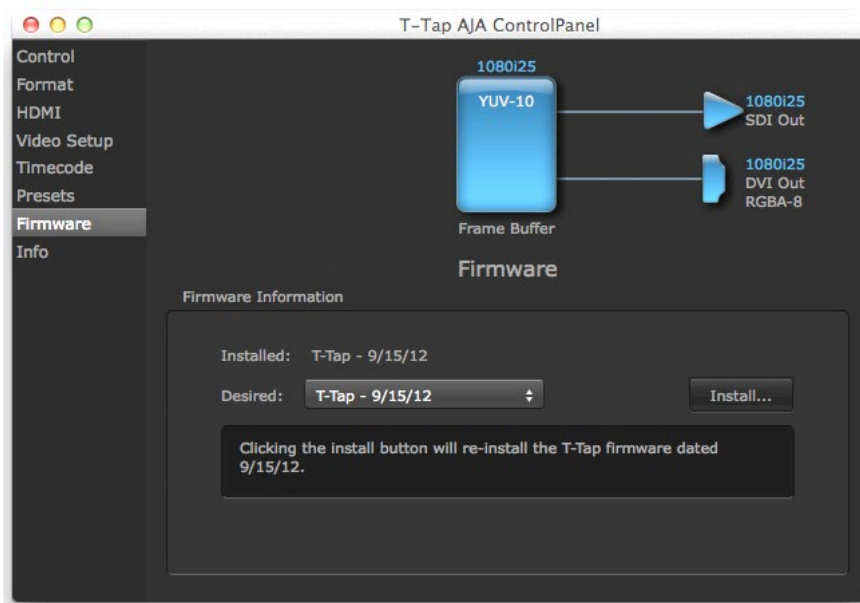 T-Tap AJA ControlPanel
Control
Format
HDMI
Video Setup
Timecode
Presets
Firmware
Info
1080i25
YUV-10
Frame Buffer
1080i25
SDI Out
1080i25
DVI Out
RGBA-8
Firmware
Firmware Information
Installed: T-Tap - 9/15/12
Desired: T-Tap - 9/15/12
Install...
Clicking the install button will re-install the T-Tap firmware dated
9/15/12.